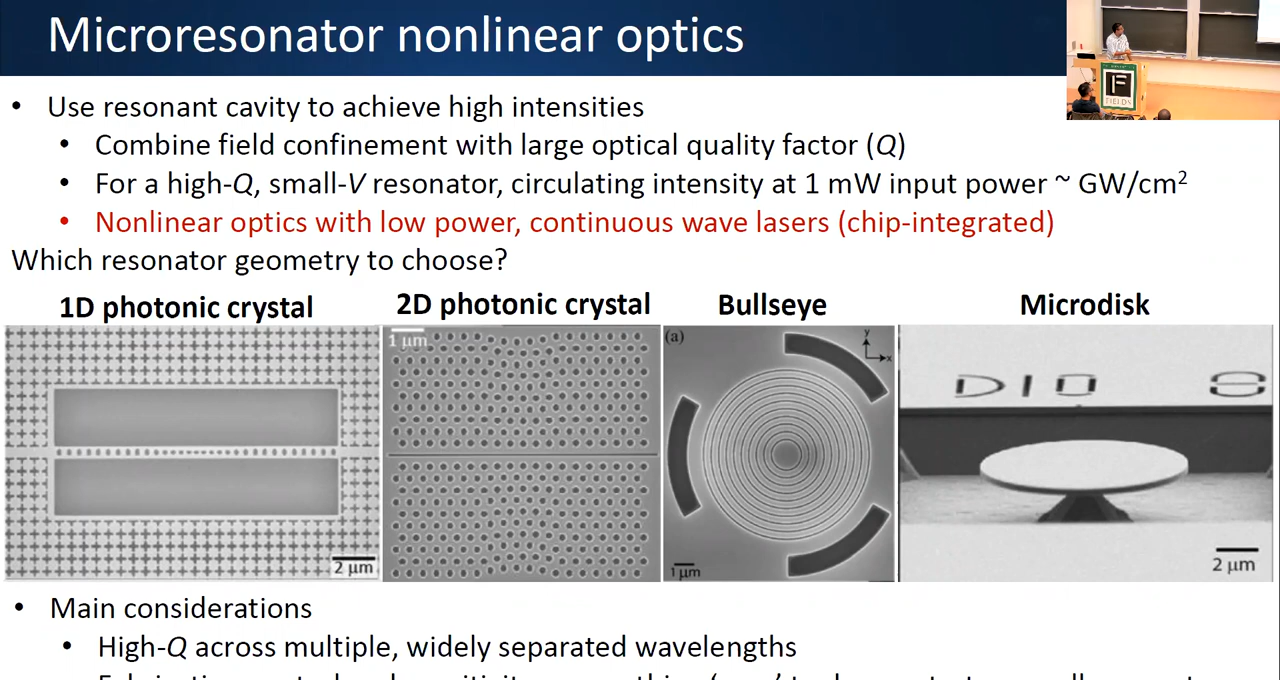 Microresonator nonlinear optics
FIELDS
• Use resonant cavity to achieve high intensities
• Combine field confinement with large optical quality factor (Q)
• For a high-Q, small-V resonator, circulating intensity at 1 mW input power ~ GW/cm²
• Nonlinear optics with low power, continuous wave lasers (chip-integrated)
Which resonator geometry to choose?
1D photonic crystal
2D photonic crystal
Bullseye
Microdisk
2 μm
1 μm
(a)
y
x
1 μm
D10 8
2 μm
• Main considerations
• High-Q across multiple, widely separated wavelengths